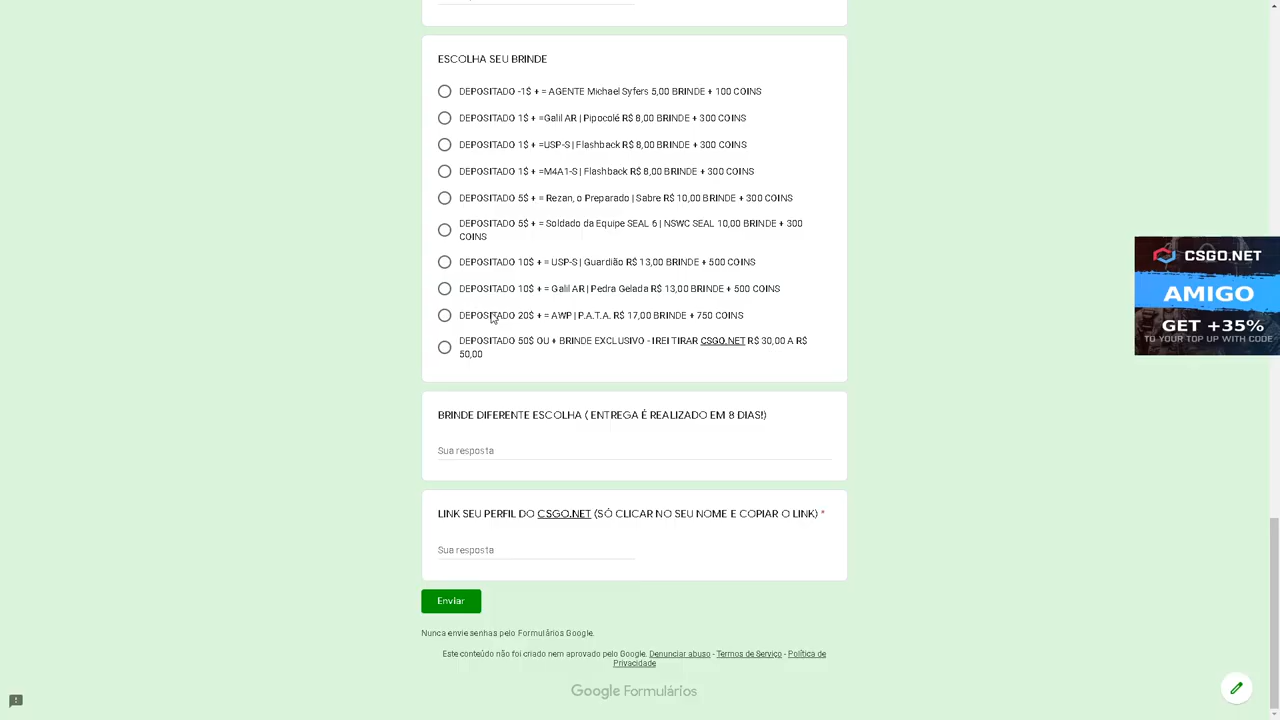 ESCOLHA SEU BRINDE
DEPOSITADO -1$ + = AGENTE Michael Syfers 5,00 BRINDE + 100 COINS
DEPOSITADO 1$ + =Galil AR | Pipocolé R$ 8,00 BRINDE + 300 COINS
DEPOSITADO 1$ + =USP-S | Flashback R$ 8,00 BRINDE + 300 COINS
DEPOSITADO 1$ + =M4A1-S | Flashback R$ 8,00 BRINDE + 300 COINS
DEPOSITADO 5$ + = Rezan, o Preparado | Sabre R$ 10,00 BRINDE + 300 COINS
DEPOSITADO 5$ + = Soldado da Equipe SEAL 6 | NSWC SEAL 10,00 BRINDE + 300
COINS
DEPOSITADO 10$ + = USP-S | Guardião R$ 13,00 BRINDE + 500 COINS
DEPOSITADO 10$ + = Galil AR | Pedra Gelada R$ 13,00 BRINDE + 500 COINS
DEPOSITADO 20$ + = AWP | P.A.T.A. R$ 17,00 BRINDE + 750 COINS
DEPOSITADO 50$ OU + BRINDE EXCLUSIVO - IREI TIRAR CSGO.NET R$ 30,00 A R$
50,00
CSGO.NET
AMIGO
GET +35%
TO YOUR TOP UP WITH CODE
BRINDE DIFERENTE ESCOLHA ( ENTREGA É REALIZADO EM 8 DIAS!)
Sua resposta
LINK SEU PERFIL DO CSGO.NET (SÓ CLICAR NO SEU NOME E COPIAR O LINK) *
Sua resposta
Enviar
Nunca envie senhas pelo Formulários Google.
Este conteúdo não foi criado nem aprovado pelo Google. Denunciar abuso - Termos de Serviço - Política de
Privacidade
Google Formulários